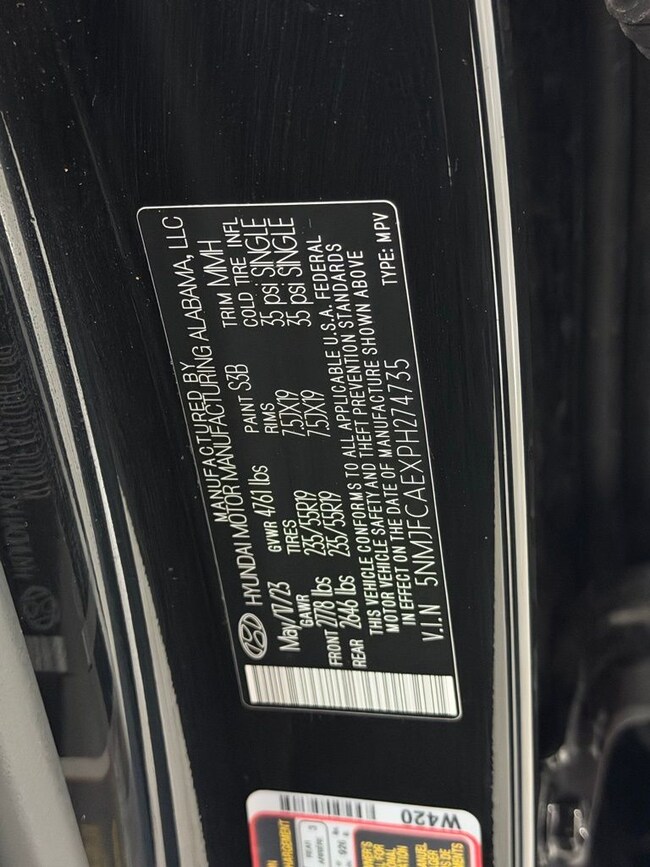 MANUFACTURED BY
HYUNDAI MOTOR MANUFACTURING ALABAMA, LLC
May/17/23 GVWR 4761 lbs PAINT S3B TRIM MMH
GAWR TIRES RIMS COLD TIRE INFL
FRONT 2778 lbs 235/55R19 7.5JX19 35 psi SINGLE
REAR 2646 lbs 235/55R19 7.5JX19 35 psi SINGLE
THIS VEHICLE CONFORMS TO ALL APPLICABLE U.S.A. FEDERAL
MOTOR VEHICLE SAFETY AND THEFT PREVENTION STANDARDS
IN EFFECT ON THE DATE OF MANUFACTURE SHOWN ABOVE
V.I.N 5NMJFCAEXPH274735 TYPE: MPV
W420
REAR 3